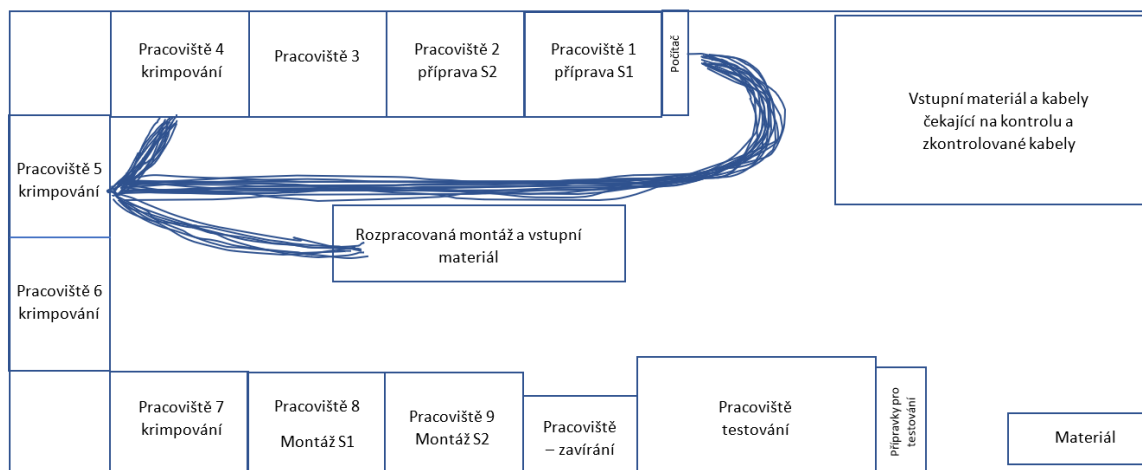 Pracoviště 4
krimpování
Pracoviště 3
Pracoviště 2
příprava S2
Pracoviště 1
příprava S1
Počítač
Vstupní materiál a kabely
čekající na kontrolu a
zkontrolované kabely
Pracoviště 5
krimpování
Rozpracovaná montáž a vstupní
materiál
Pracoviště 6
krimpování
Pracoviště 7
krimpování
Pracoviště 8
Montáž S1
Pracoviště 9
Montáž S2
Pracoviště
– zavírání
Pracoviště
testování
Přípravky pro
testování
Materiál